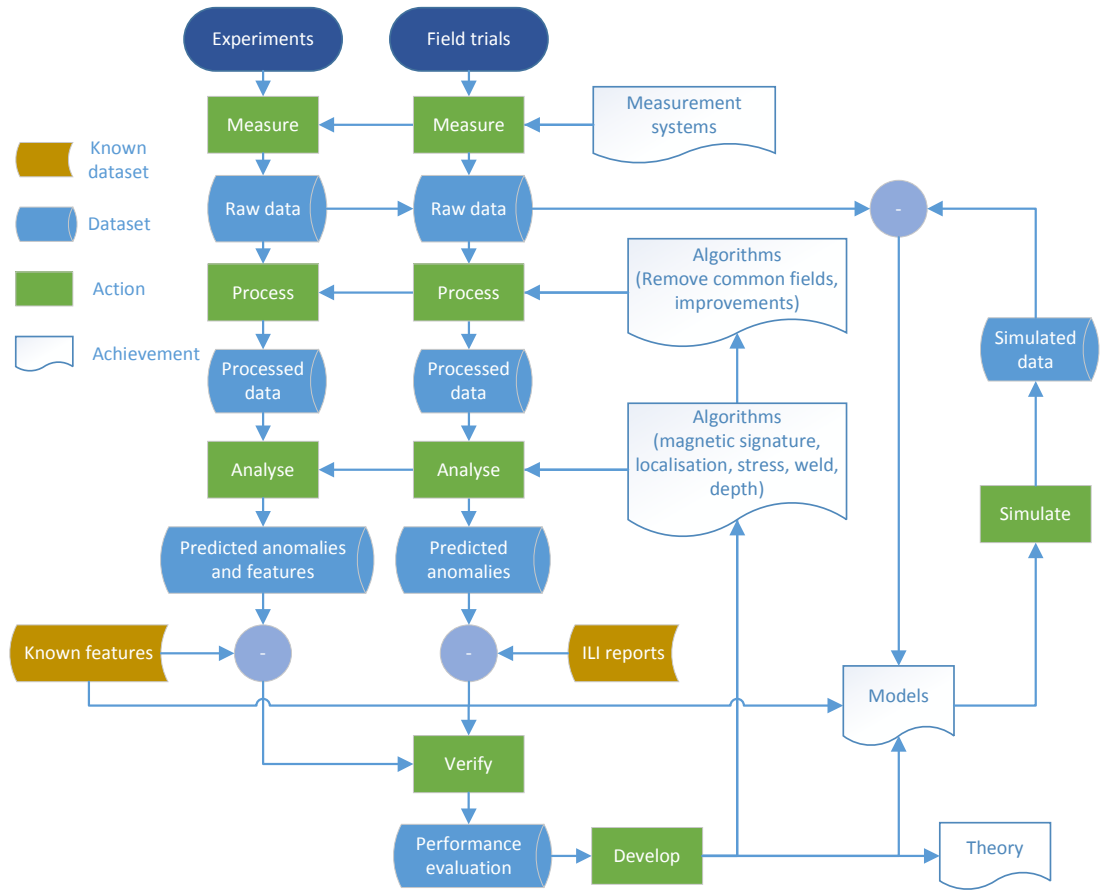 Experiments
Field trials
Measure
Measure
Measurement
systems
Known
dataset
Dataset
Action
Achievement
Raw data
Raw data
-
Process
Process
Algorithms
(Remove common fields,
improvements)
Processed
data
Processed
data
Simulated
data
Analyse
Analyse
Algorithms
(magnetic signature,
localisation, stress, weld,
depth)
Simulate
Predicted anomalies
and features
Predicted
anomalies
Known features
-
-
ILI reports
Models
Verify
Performance
evaluation
Develop
Theory